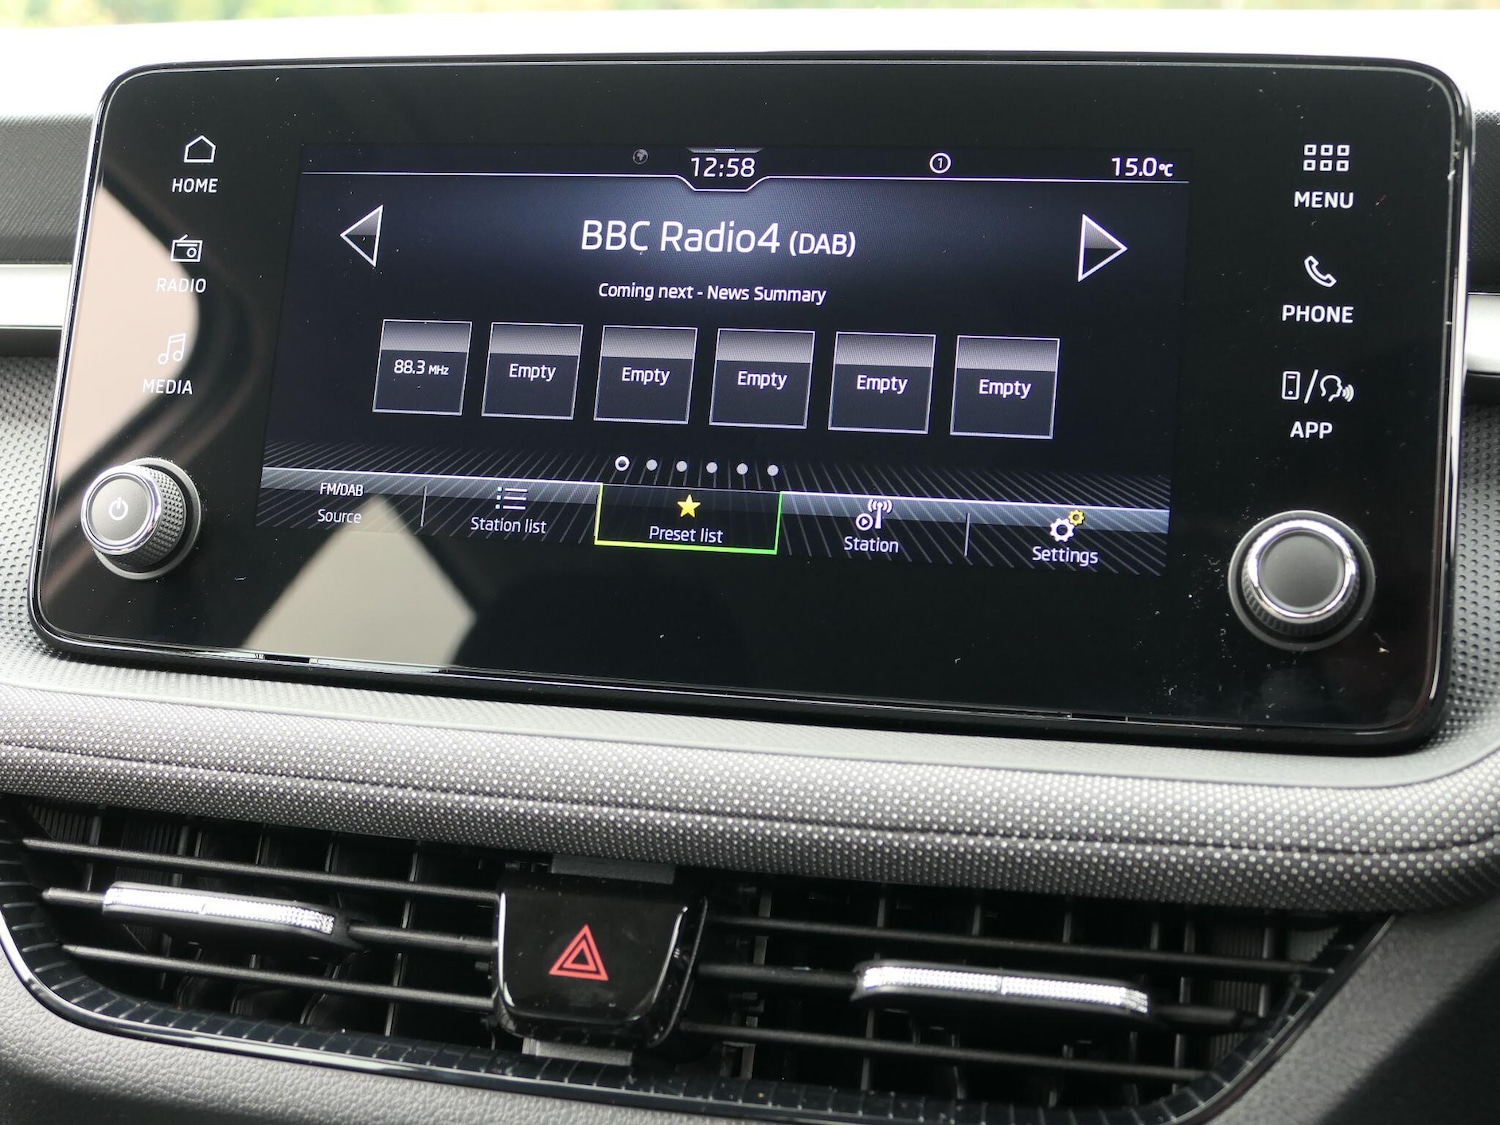 HOME
RADIO
MEDIA
12:58
1
15.0°C
BBC Radio4 (DAB)
Coming next - News Summary
88.3 MHz
Empty
Empty
Empty
Empty
Empty
FM/DAB
Source
Station list
Preset list
Station
Settings
MENU
PHONE
APP